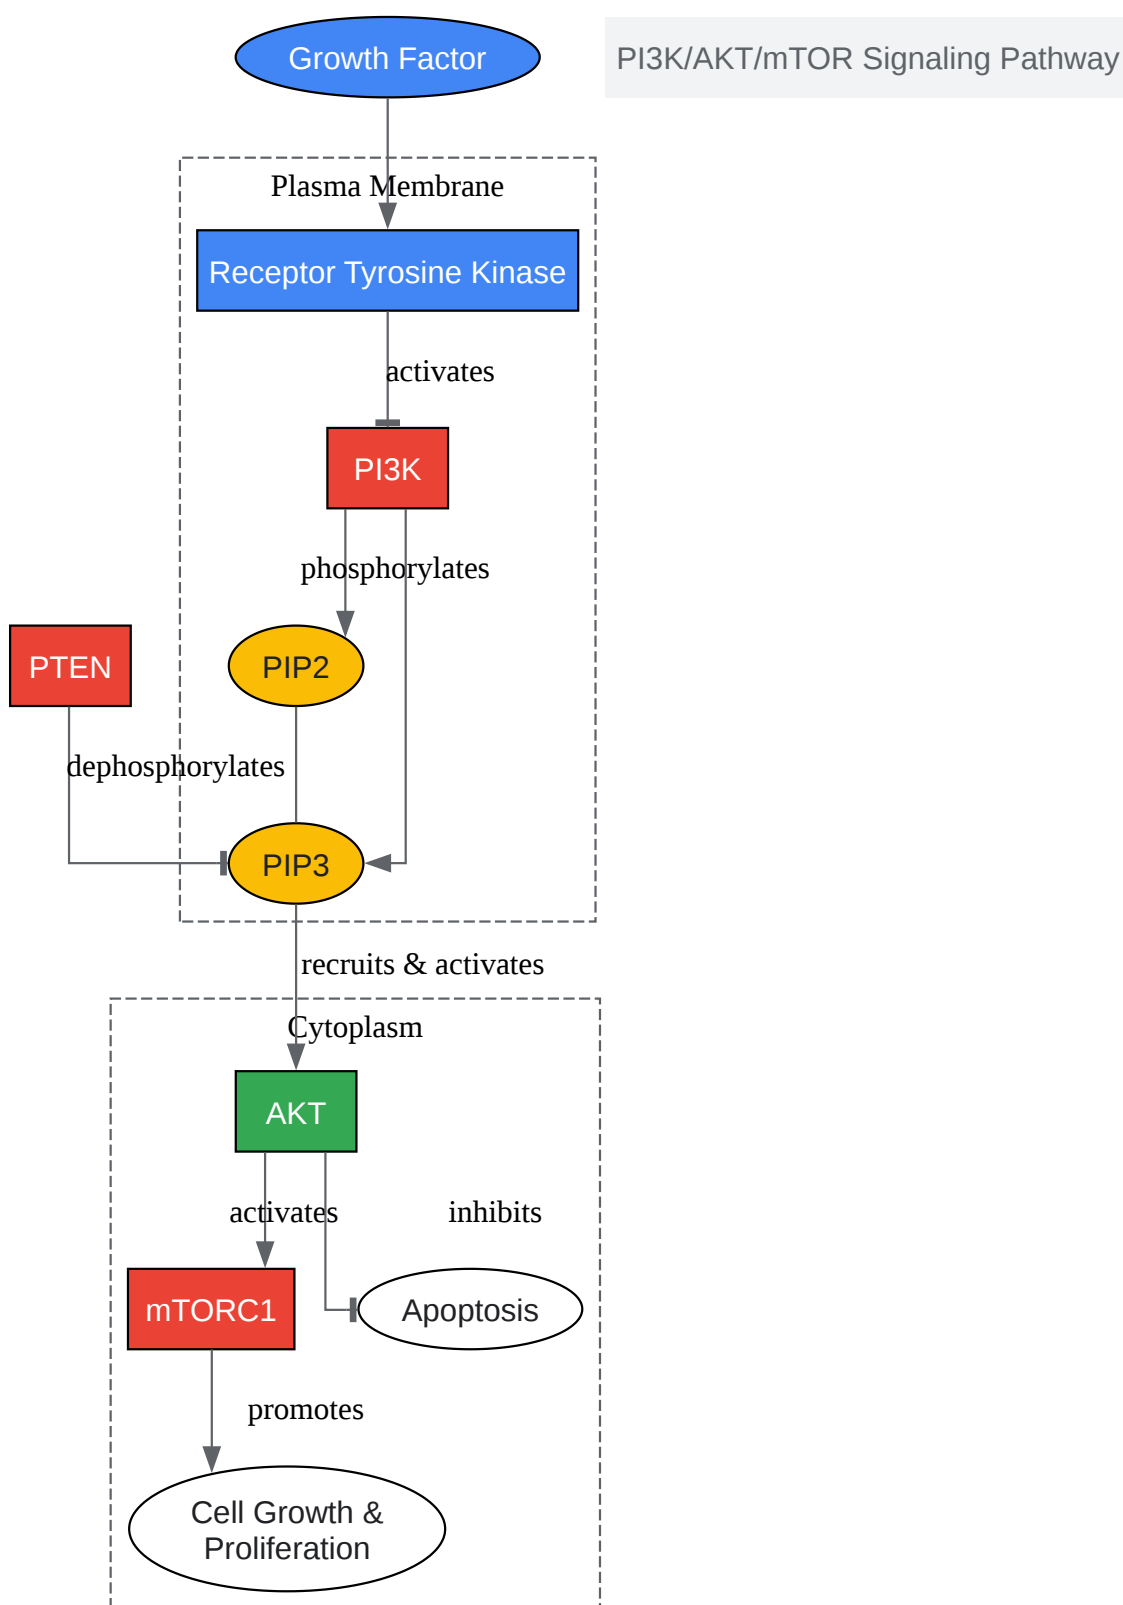 Growth Factor
PI3K/AKT/mTOR Signaling Pathway
Plasma Membrane
Receptor Tyrosine Kinase
activates
PI3K
phosphorylates
PTEN
PIP2
dephosphorylates
PIP3
recruits & activates
Cytoplasm
AKT
activates
inhibits
mTORC1
Apoptosis
promotes
Cell Growth &
Proliferation